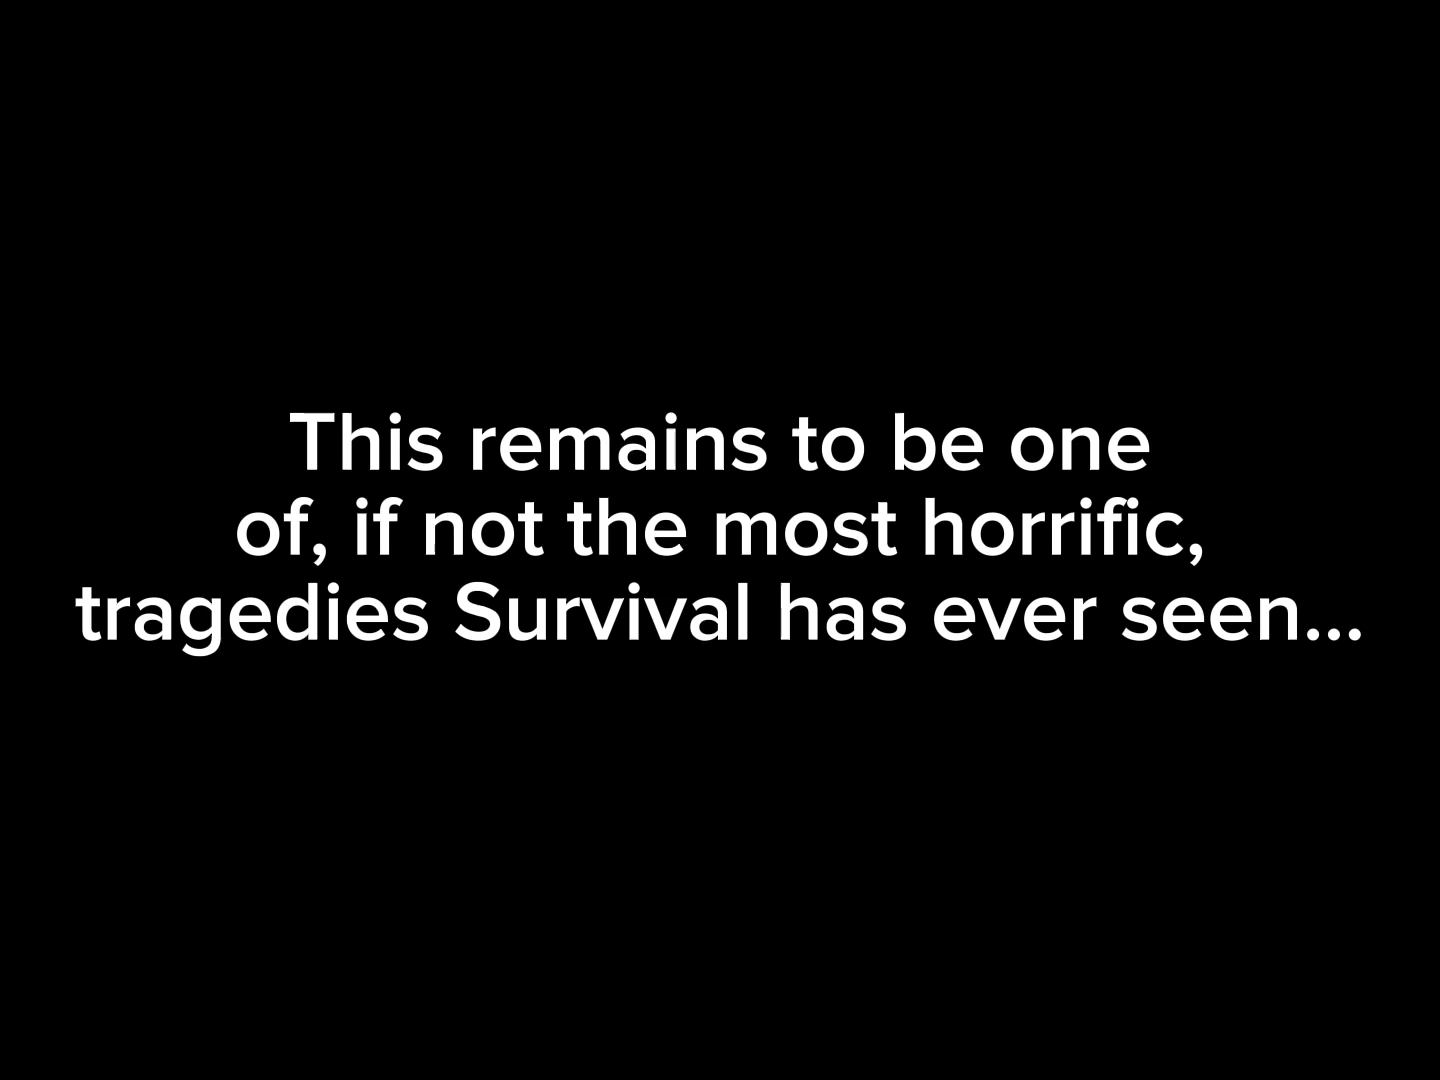 This remains to be one
of, if not the most horrific,
tragedies Survival has ever seen...